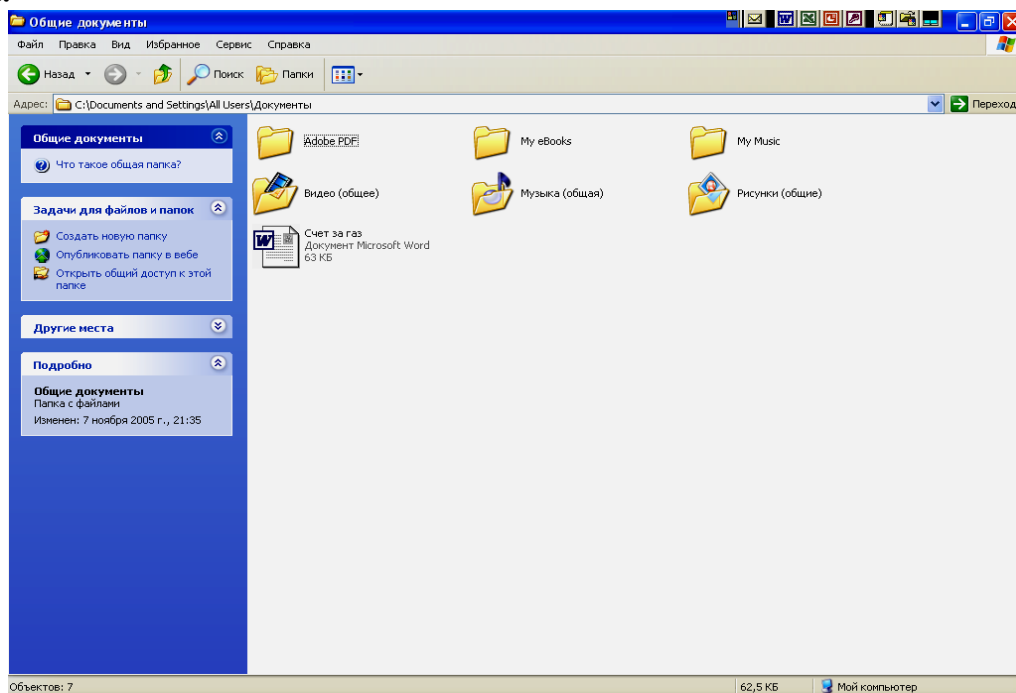 Общие документы
Файл Правка Вид Избранное Сервис Справка
Назад Поиск Папки
Адрес: C:\Documents and Settings\All Users\Документы Переход
Общие документы
Что такое общая папка?
Задачи для файлов и папок
Создать новую папку
Опубликовать папку в вебе
Открыть общий доступ к этой
папке
Другие места
Подробно
Общие документы
Папка с файлами
Изменен: 7 ноября 2005 г., 21:35
Adobe PDF
My eBooks
My Music
Видео (общее)
Музыка (общая)
Рисунки (общие)
Счет за газ
Документ Microsoft Word
63 КБ
Объектов: 7
62,5 КБ
Мой компьютер